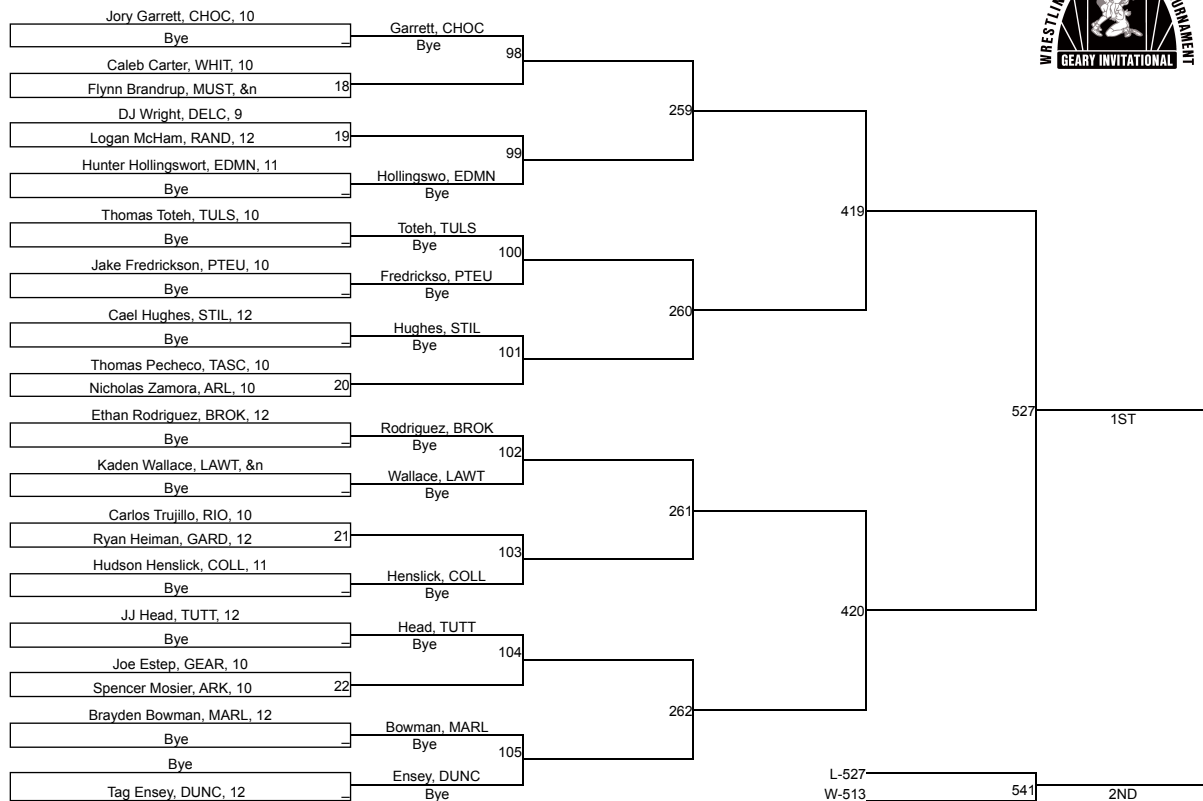 WRESTLIN
URNAMENT
GEARY INVITATIONAL
Jory Garrett, CHOC, 10
Bye
_
Garrett, CHOC
Bye
98
Caleb Carter, WHIT, 10
Flynn Brandrup, MUST, &n
18
259
DJ Wright, DELC, 9
Logan McHam, RAND, 12
19
99
Hunter Hollingswort, EDMN, 11
Bye
_
Hollingswo, EDMN
Bye
419
Thomas Toteh, TULS, 10
Bye
_
Toteh, TULS
Bye
100
Jake Fredrickson, PTEU, 10
Bye
_
Fredrickso, PTEU
Bye
260
Cael Hughes, STIL, 12
Bye
_
Hughes, STIL
Bye
101
Thomas Pecheco, TASC, 10
Nicholas Zamora, ARL, 10
20
527
1ST
Ethan Rodriguez, BROK, 12
Bye
_
Rodriguez, BROK
Bye
102
Kaden Wallace, LAWT, &n
Bye
_
Wallace, LAWT
Bye
261
Carlos Trujillo, RIO, 10
Ryan Heiman, GARD, 12
21
103
Hudson Henslick, COLL, 11
Bye
_
Henslick, COLL
Bye
420
JJ Head, TUTT, 12
Bye
_
Head, TUTT
Bye
104
Joe Estep, GEAR, 10
Spencer Mosier, ARK, 10
22
262
Brayden Bowman, MARL, 12
Bye
_
Bowman, MARL
Bye
105
Bye
Tag Ensey, DUNC, 12
_
Ensey, DUNC
Bye
L-527
W-513
541
2ND